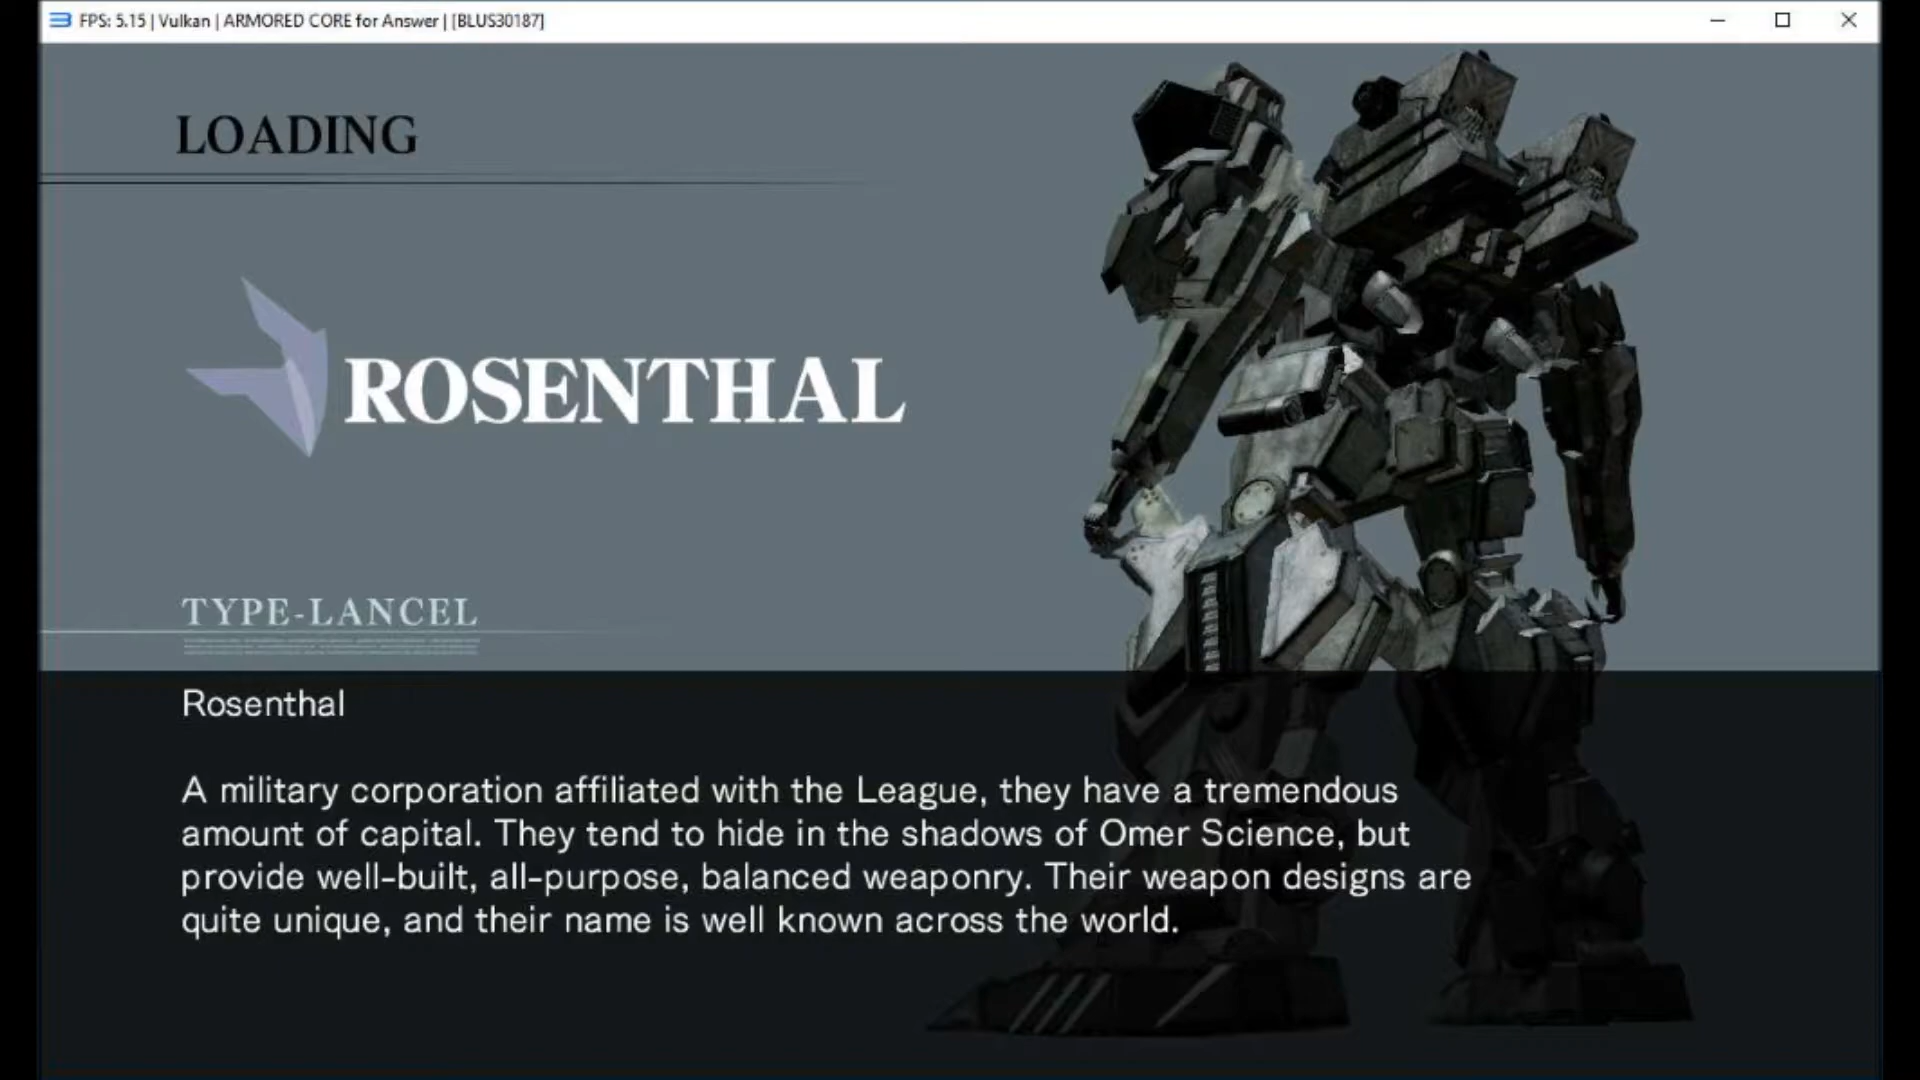 FPS: 5.15 | Vulkan | ARMORED CORE for Answer | [BLUS30187]
LOADING
ROSENTHAL
TYPE-LANCEL
Rosenthal
A military corporation affiliated with the League, they have a tremendous
amount of capital. They tend to hide in the shadows of Omer Science, but
provide well-built, all-purpose, balanced weaponry. Their weapon designs are
quite unique, and their name is well known across the world.